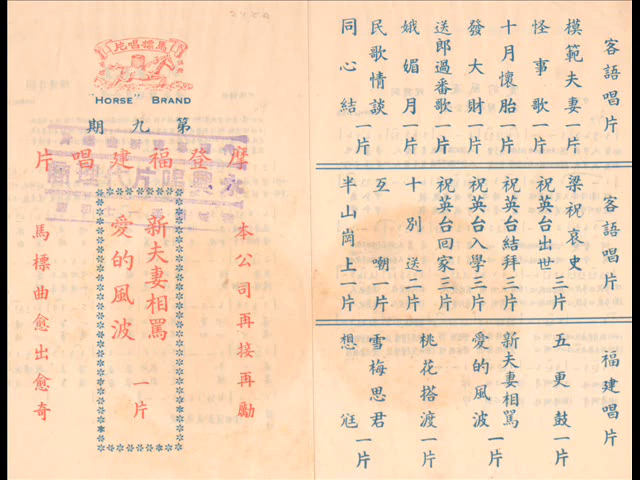 馬標唱片
"HORSE" BRAND
第九期
摩登福建唱片
本公司再接再勵
新夫妻相罵
愛的風波
一片
馬標曲愈出愈奇
客語唱片
模範夫妻一片
怪事歌一片
十月懷胎一片
發大財一片
送郎過番歌一片
娥媚月一片
民歌情談一片
同心結一片
客語唱片
梁祝哀史
祝英台出世三片
祝英台結拜三片
祝英台入學三片
祝英台回家三片
十別送二片
互嘲一片
半山崗上一片
福建唱片
五更鼓一片
新夫妻相罵
愛的風波一片
桃花搭渡一片
雪梅思君一片
想尫一片